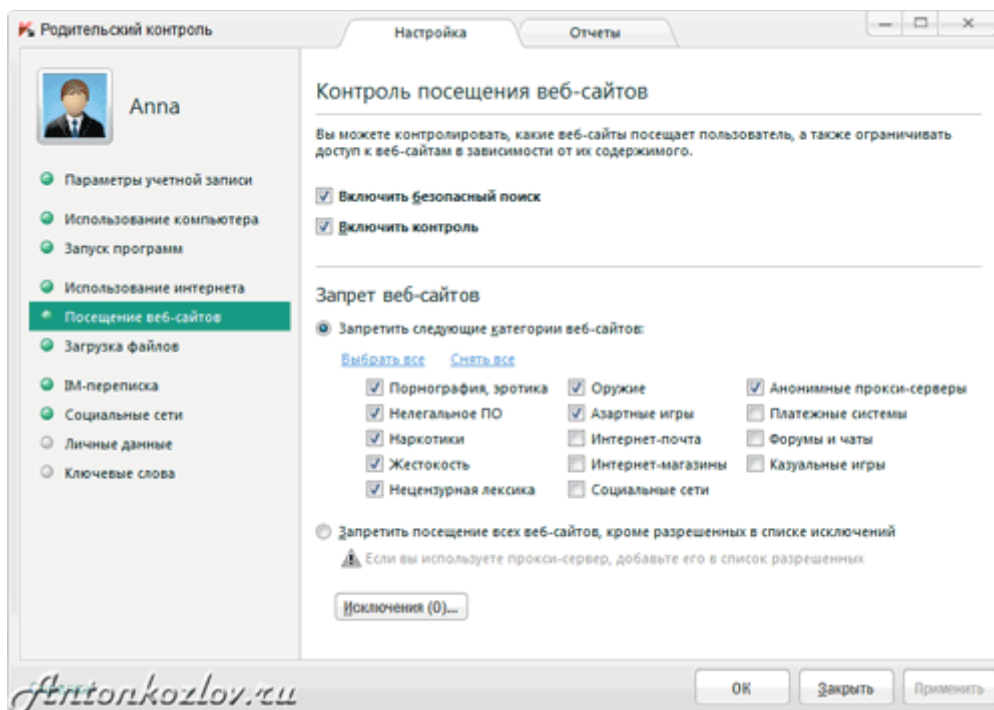 Родительский контроль
Настройка
Отчеты
Anna
Параметры учетной записи
Использование компьютера
Запуск программ
Использование интернета
Посещение веб-сайтов
Загрузка файлов
IM-переписка
Социальные сети
Личные данные
Ключевые слова
Контроль посещения веб-сайтов
Вы можете контролировать, какие веб-сайты посещает пользователь, а также ограничивать
доступ к веб-сайтам в зависимости от их содержимого.
Включить безопасный поиск
Включить контроль
Запрет веб-сайтов
Запретить следующие категории веб-сайтов:
Выбрать все Снять все
Порнография, эротика Оружие Анонимные прокси-серверы
Нелегальное ПО Азартные игры Платежные системы
Наркотики Интернет-почта Форумы и чаты
Жестокость Интернет-магазины Казуальные игры
Нецензурная лексика Социальные сети
Запретить посещение всех веб-сайтов, кроме разрешенных в списке исключений
Если вы используете прокси-сервер, добавьте его в список разрешенных
Исключения (0)...
Antonkozlov.ru
ОК Закрыть Применить